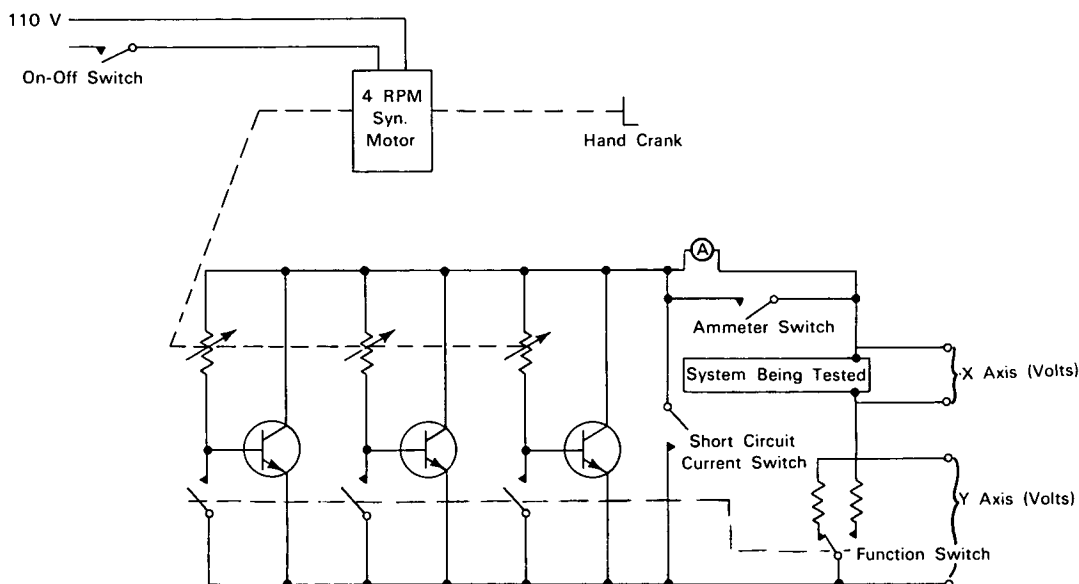 110 V
On-Off Switch
4 RPM
Syn.
Motor
Hand Crank
A
Ammeter Switch
System Being Tested
X Axis (Volts)
Short Circuit
Current Switch
Y Axis (Volts)
Function Switch